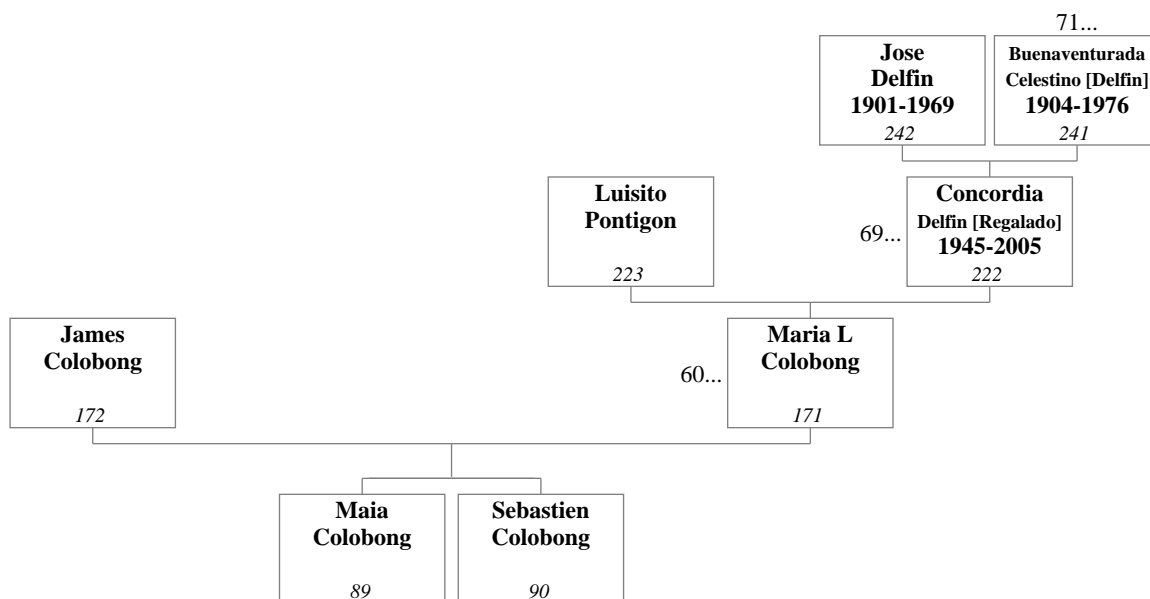 71...
Jose
Delfin
1901-1969
242
Buenaventurada
Celestino [Delfin]
1904-1976
241
Luisito
Pontigon
223
69...
Concordia
Delfin [Regalado]
1945-2005
222
James
Colobong
172
60...
Maria L
Colobong
171
Maia
Colobong
89
Sebastien
Colobong
90